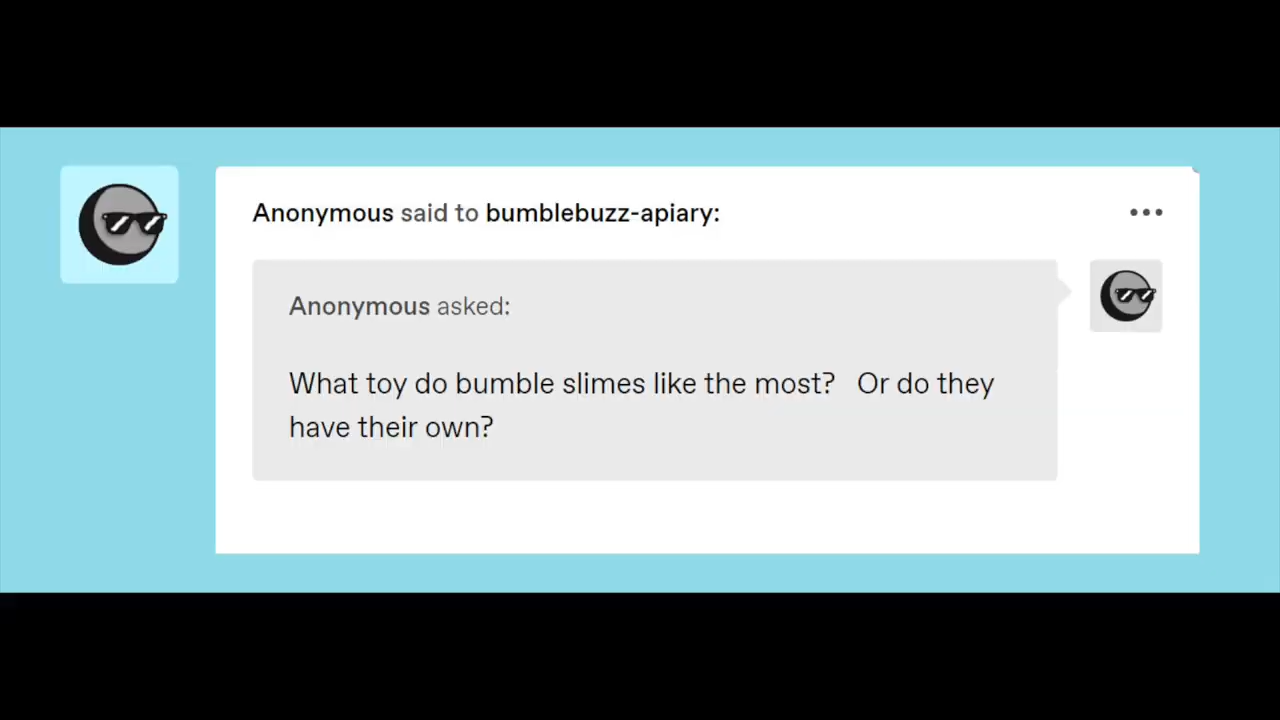 Anonymous said to bumblebuzz-apiary:
Anonymous asked:
What toy do bumble slimes like the most?   Or do they
have their own?